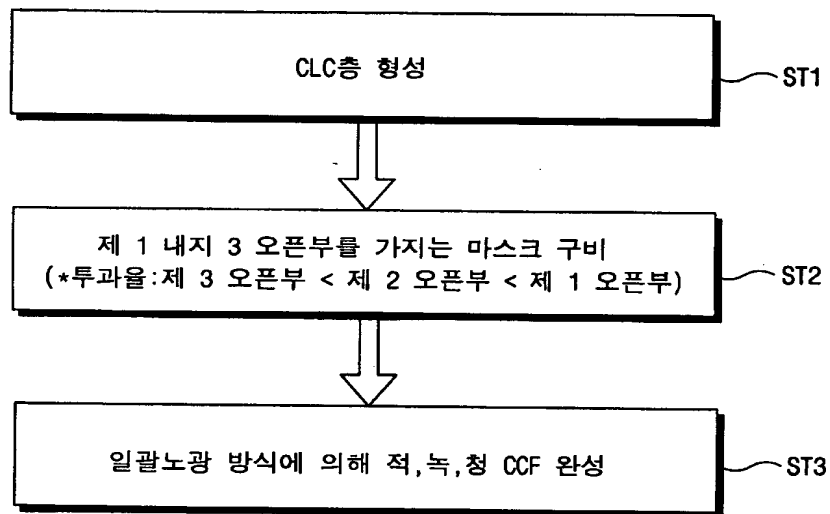 CLC층 형성
ST1
제 1 내지 3 오픈부를 가지는 마스크 구비
(*투과율:제 3 오픈부 < 제 2 오픈부 < 제 1 오픈부)
ST2
일괄노광 방식에 의해 적,녹,청 CCF 완성
ST3